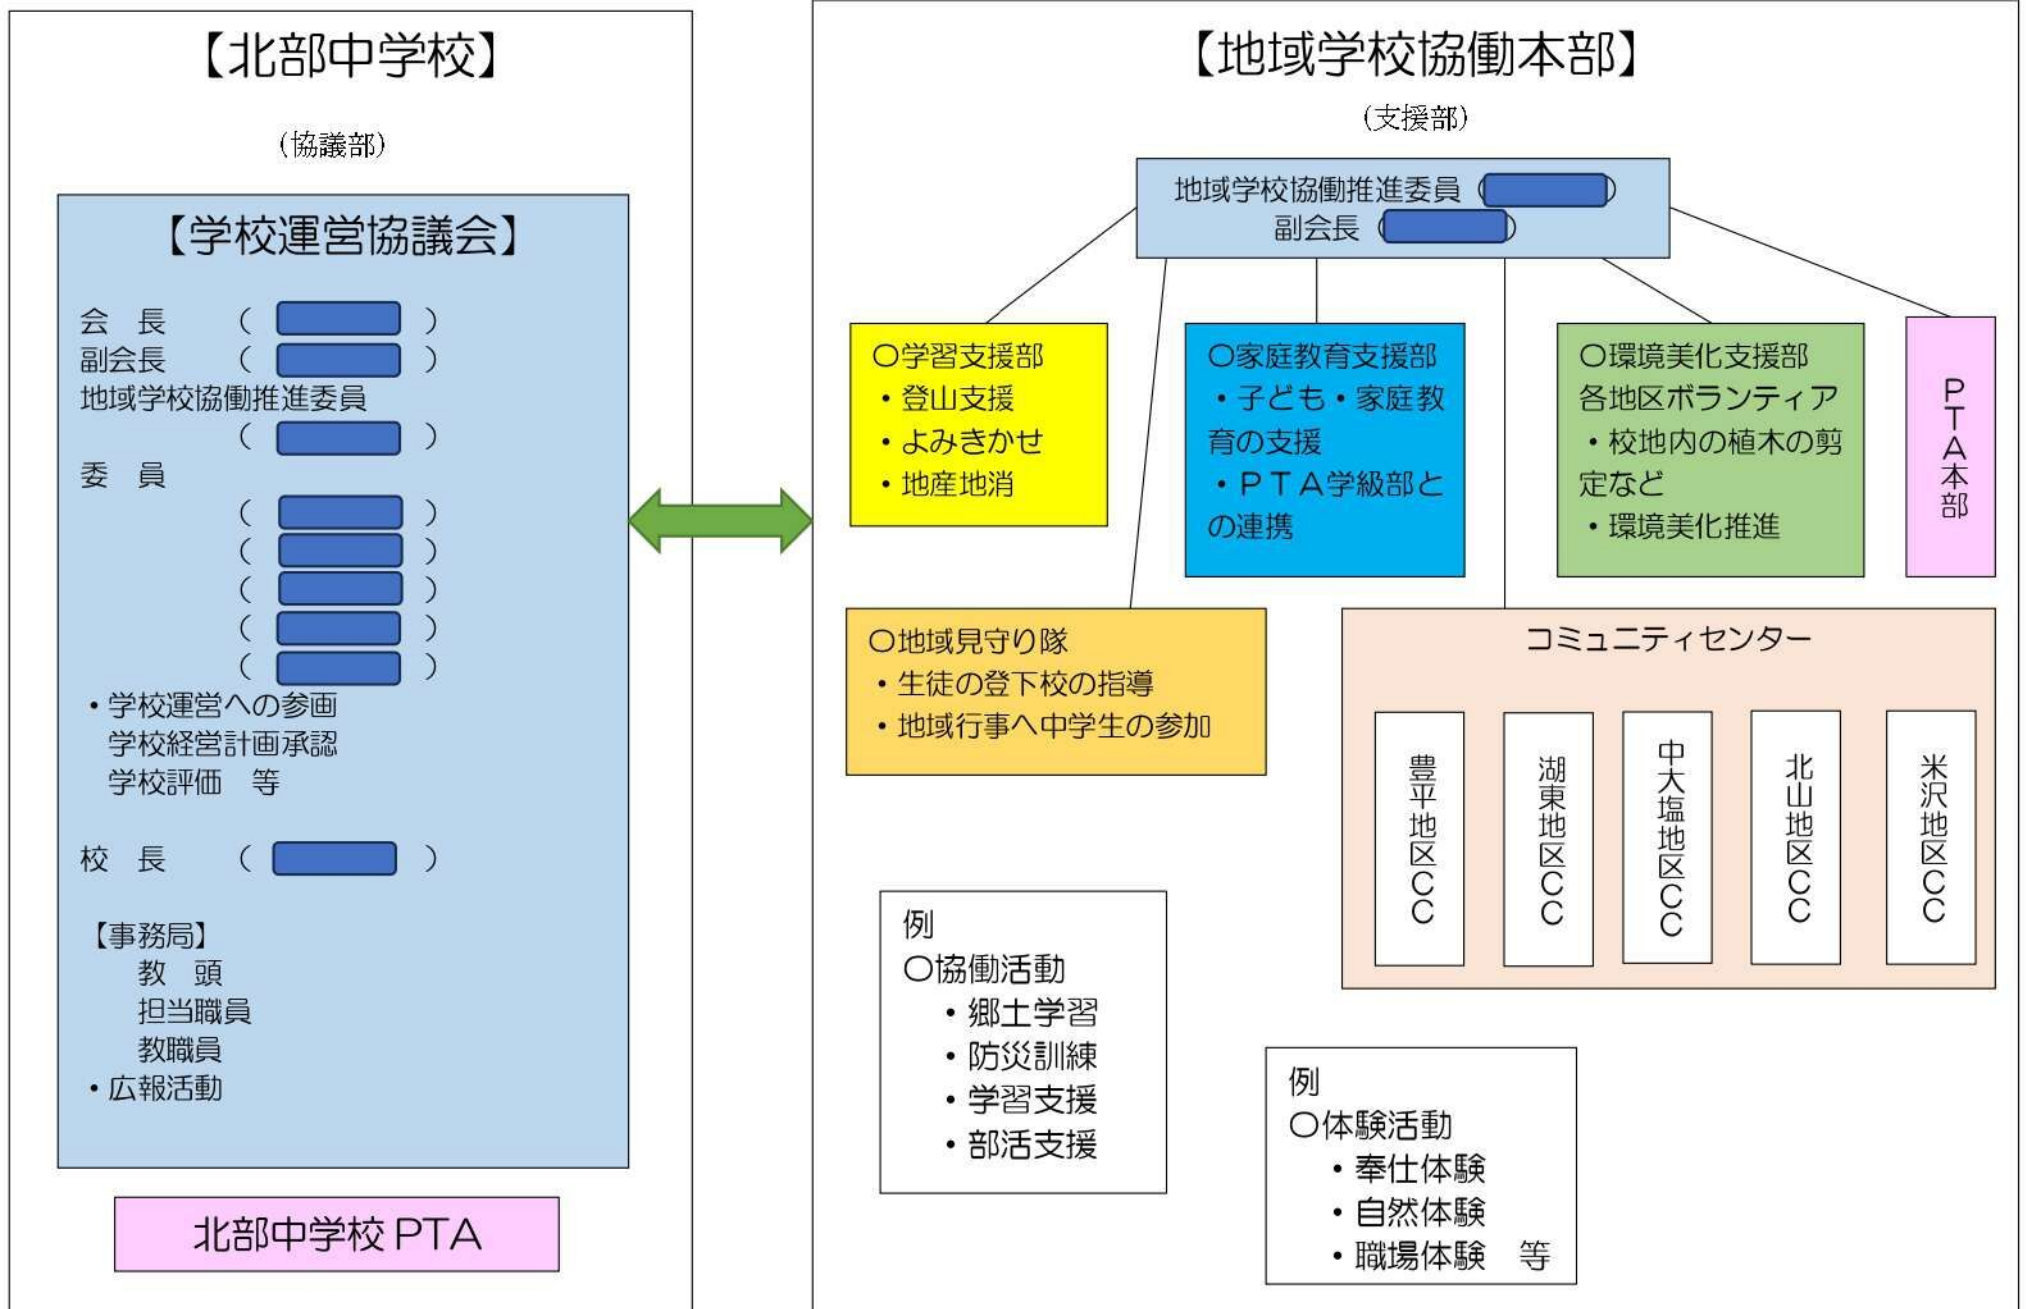 【北部中学校】
(協議部)
【学校運営協議会】
会　長　　(　　　　)
副会長　　(　　　　)
地域学校協働推進委員
(　　　　)
委　員
(　　　　)
(　　　　)
(　　　　)
(　　　　)
(　　　　)
・学校運営への参画
学校経営計画承認
学校評価　等
校　長　　(　　　　)
【事務局】
教　頭
担当職員
教職員
・広報活動
北部中学校 PTA
【地域学校協働本部】
(支援部)
地域学校協働推進委員 (　　　　)
副会長 (　　　　)
〇学習支援部
・登山支援
・よみきかせ
・地産地消
〇家庭教育支援部
・子ども・家庭教
育の支援
・ＰＴＡ学級部と
の連携
〇環境美化支援部
各地区ボランティア
・校地内の植木の剪
定など
・環境美化推進
ＰＴＡ本部
〇地域見守り隊
・生徒の登下校の指導
・地域行事へ中学生の参加
コミュニティセンター
豊平地区ＣＣ
湖東地区ＣＣ
中大塩地区ＣＣ
北山地区ＣＣ
米沢地区ＣＣ
例
〇協働活動
・郷土学習
・防災訓練
・学習支援
・部活支援
例
〇体験活動
・奉仕体験
・自然体験
・職場体験　等